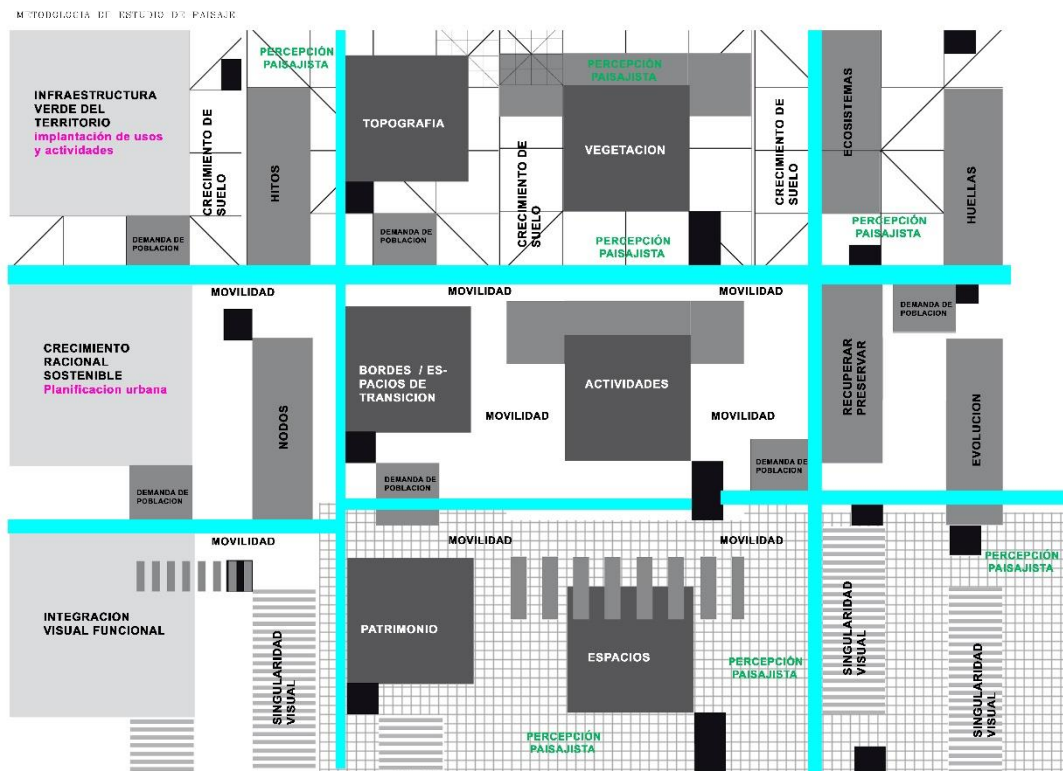 METODOLOGIA DE ESTUDIO DE PAISAJE
PERCEPCIÓN
PAISAJISTA
INFRAESTRUCTURA
VERDE DEL
TERRITORIO
implantación de usos
y actividades
CRECIMIENTO DE
SUELO
HITOS
TOPOGRAFIA
CRECIMIENTO DE
SUELO
PERCEPCIÓN
PAISAJISTA
VEGETACION
CRECIMIENTO DE
SUELO
ECOSISTEMAS
HUELLAS
DEMANDA DE
POBLACION
DEMANDA DE
POBLACION
PERCEPCIÓN
PAISAJISTA
PERCEPCIÓN
PAISAJISTA
MOVILIDAD
MOVILIDAD
MOVILIDAD
DEMANDA DE
POBLACION
CRECIMIENTO
RACIONAL
SOSTENIBLE
Planificacion urbana
NODOS
BORDES / ES-
PACIOS DE
TRANSICION
ACTIVIDADES
RECUPERAR
PRESERVAR
EVOLUCION
MOVILIDAD
MOVILIDAD
DEMANDA DE
POBLACION
DEMANDA DE
POBLACION
DEMANDA DE
POBLACION
MOVILIDAD
MOVILIDAD
MOVILIDAD
PERCEPCIÓN
PAISAJISTA
INTEGRACIÓN
VISUAL FUNCIONAL
SINGULARIDAD
VISUAL
PATRIMONIO
ESPACIOS
PERCEPCIÓN
PAISAJISTA
SINGULARIDAD
VISUAL
SINGULARIDAD
VISUAL
PERCEPCIÓN
PAISAJISTA